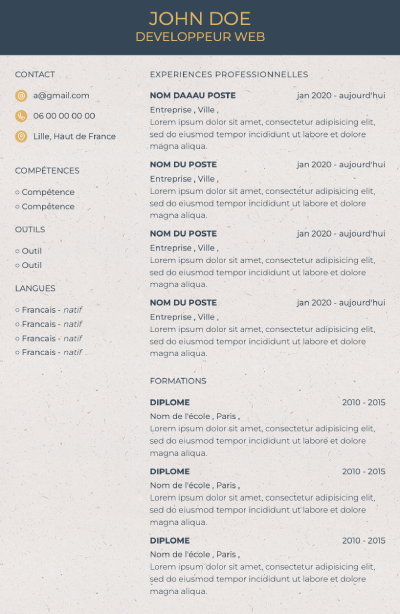 JOHN DOE
DEVELOPPEUR WEB
CONTACT
a@gmail.com
06 00 00 00 00
Lille, Haut de France
COMPÉTENCES
Compétence
Compétence
OUTILS
Outil
Outil
LANGUES
Francais - natif
Francais - natif
Francais - natif
Francais - natif
EXPERIENCES PROFESSIONNELLES
NOM DAAAU POSTE jan 2020 - aujourd'hui
Entreprise , Ville ,
Lorem ipsum dolor sit amet, consectetur adipisicing elit,
sed do eiusmod tempor incididunt ut labore et dolore
magna aliqua.
NOM DU POSTE jan 2020 - aujourd'hui
Entreprise , Ville ,
Lorem ipsum dolor sit amet, consectetur adipisicing elit,
sed do eiusmod tempor incididunt ut labore et dolore
magna aliqua.
NOM DU POSTE jan 2020 - aujourd'hui
Entreprise , Ville ,
Lorem ipsum dolor sit amet, consectetur adipisicing elit,
sed do eiusmod tempor incididunt ut labore et dolore
magna aliqua.
NOM DU POSTE jan 2020 - aujourd'hui
Entreprise , Ville ,
Lorem ipsum dolor sit amet, consectetur adipisicing elit,
sed do eiusmod tempor incididunt ut labore et dolore
magna aliqua.
FORMATIONS
DIPLOME 2010 - 2015
Nom de l'école , Paris ,
Lorem ipsum dolor sit amet, consectetur adipisicing elit,
sed do eiusmod tempor incididunt ut labore et dolore
magna aliqua.
DIPLOME 2010 - 2015
Nom de l'école , Paris ,
Lorem ipsum dolor sit amet, consectetur adipisicing elit,
sed do eiusmod tempor incididunt ut labore et dolore
magna aliqua.
DIPLOME 2010 - 2015
Nom de l'école , Paris ,
Lorem ipsum dolor sit amet, consectetur adipisicing elit,
sed do eiusmod tempor incididunt ut labore et dolore
magna aliqua.